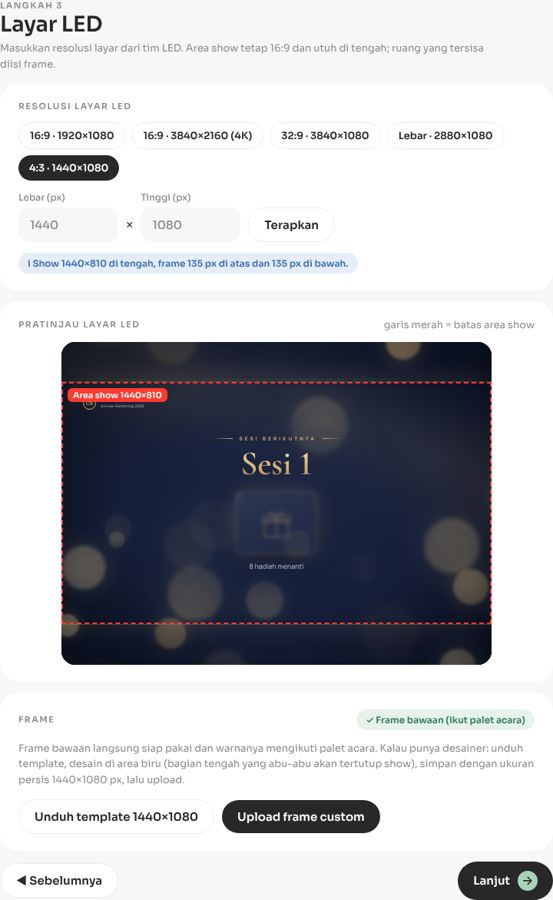 LANGKAH 3
Layar LED
Masukkan resolusi layar dari tim LED. Area show tetap 16:9 dan utuh di tengah; ruang yang tersisa
diisi frame.
RESOLUSI LAYAR LED
16:9 · 1920×1080
16:9 · 3840×2160 (4K)
32:9 · 3840×1080
Lebar · 2880×1080
4:3 · 1440×1080
Lebar (px)
Tinggi (px)
1440
×
1080
Terapkan
i Show 1440×810 di tengah, frame 135 px di atas dan 135 px di bawah.
PRATINJAU LAYAR LED
garis merah = batas area show
Area show 1440×810
Annual Gathering 2026
SESI BERIKUTNYA
Sesi 1
8 hadiah menanti
FRAME
✓ Frame bawaan (ikut palet acara)
Frame bawaan langsung siap pakai dan warnanya mengikuti palet acara. Kalau punya desainer: unduh
template, desain di area biru (bagian tengah yang abu-abu akan tertutup show), simpan dengan ukuran
persis 1440×1080 px, lalu upload.
Unduh template 1440×1080
Upload frame custom
◀ Sebelumnya
Lanjut →